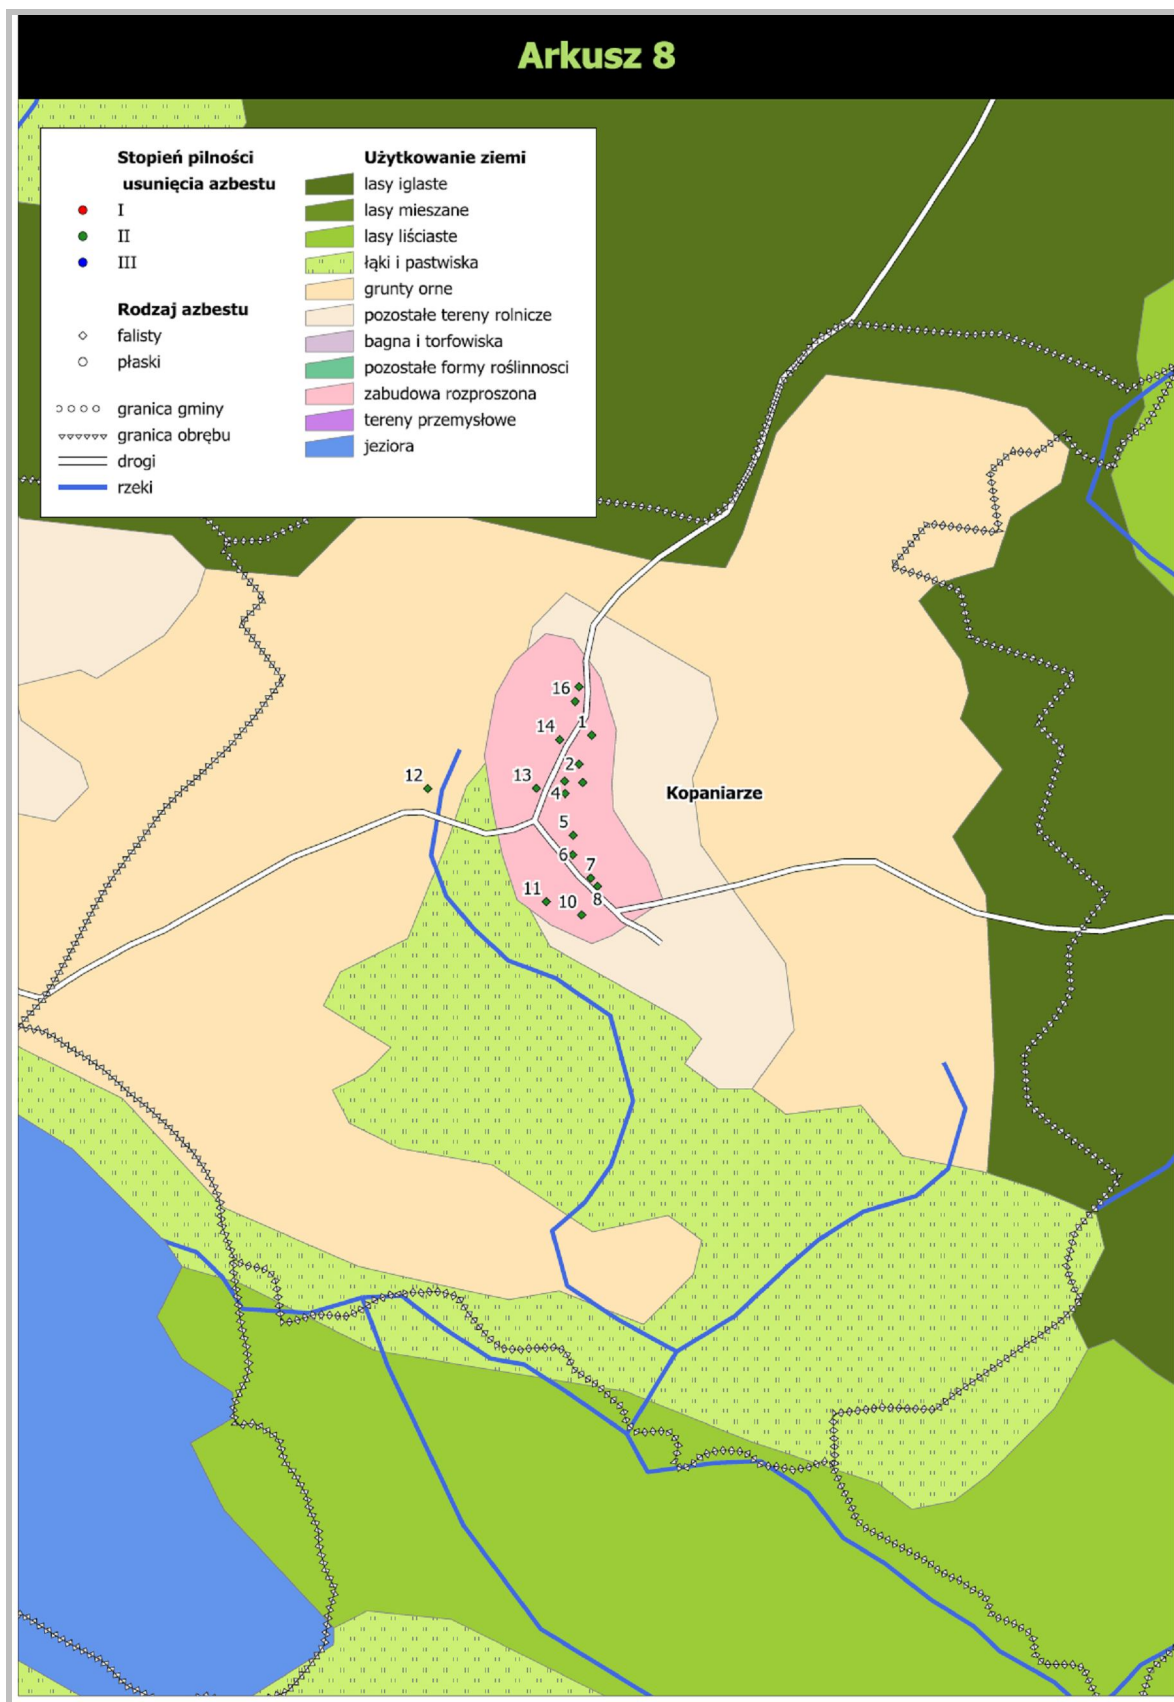 Arkusz 8
Stopień pilności
usunięcia azbestu
I
II
III
Rodzaj azbestu
falisty
płaski
granica gminy
granica obrębu
drogi
rzeki
Użytkowanie ziemi
lasy iglaste
lasy mieszane
lasy liściaste
łąki i pastwiska
grunty orne
pozostałe tereny rolnicze
bagna i torfowiska
pozostałe formy roślinnosci
zabudowa rozproszona
tereny przemysłowe
jeziora
16
1
14
2
12
13
4
Kopaniarze
5
6
7
11
10
8